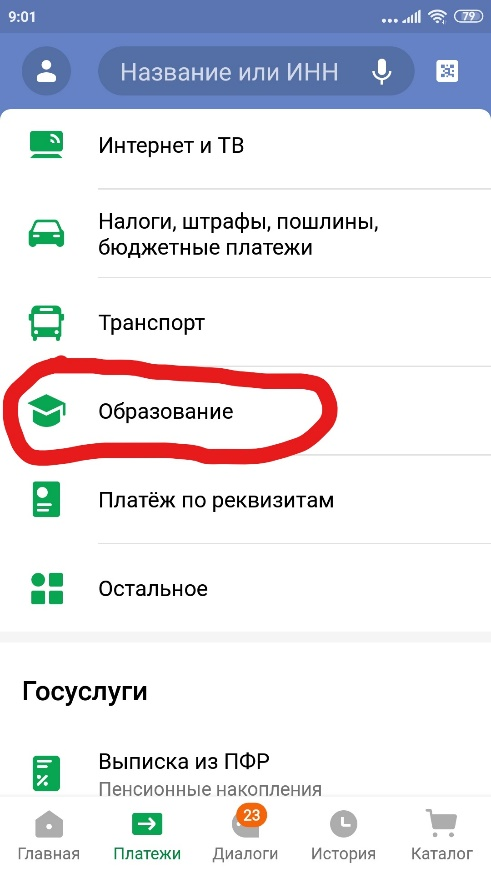 9:01
79
Название или ИНН
Интернет и ТВ
Налоги, штрафы, пошлины,
бюджетные платежи
Транспорт
Образование
Платёж по реквизитам
Остальное
Госуслуги
Выписка из ПФР
Пенсионные накопления
23
Главная Платежи Диалоги История Каталог